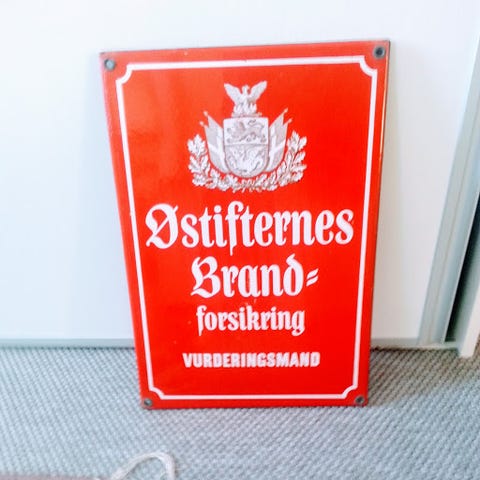 Østifternes
Brand=
forsikring
VURDERINGSMAND